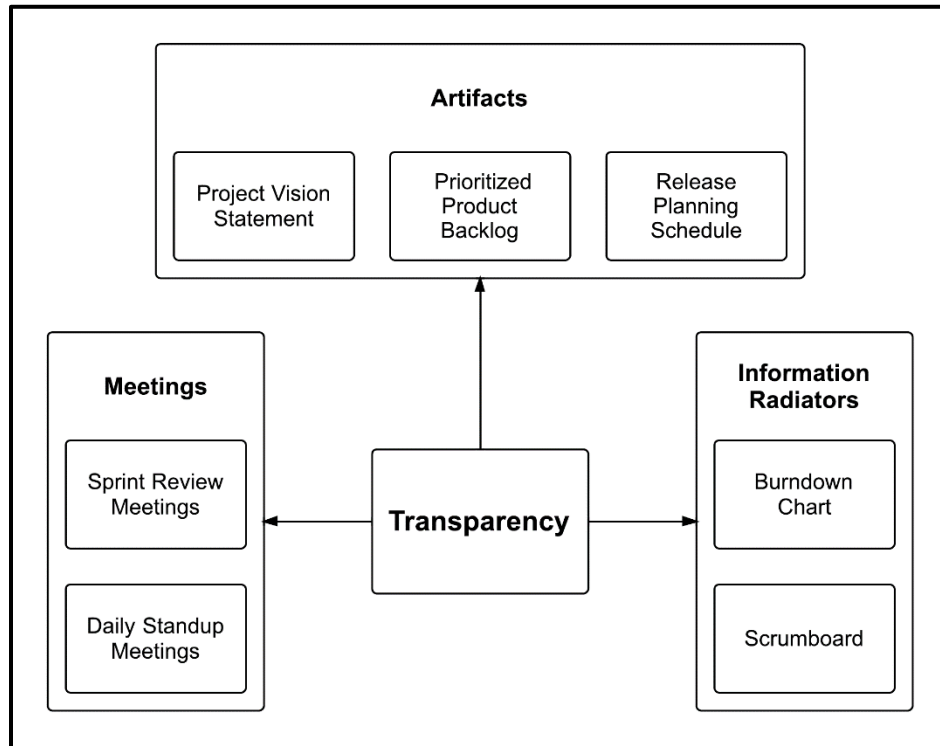 Artifacts
Project Vision
Statement
Prioritized
Product
Backlog
Release
Planning
Schedule
Meetings
Sprint Review
Meetings
Daily Standup
Meetings
Transparency
Information
Radiators
Burndown
Chart
Scrumboard